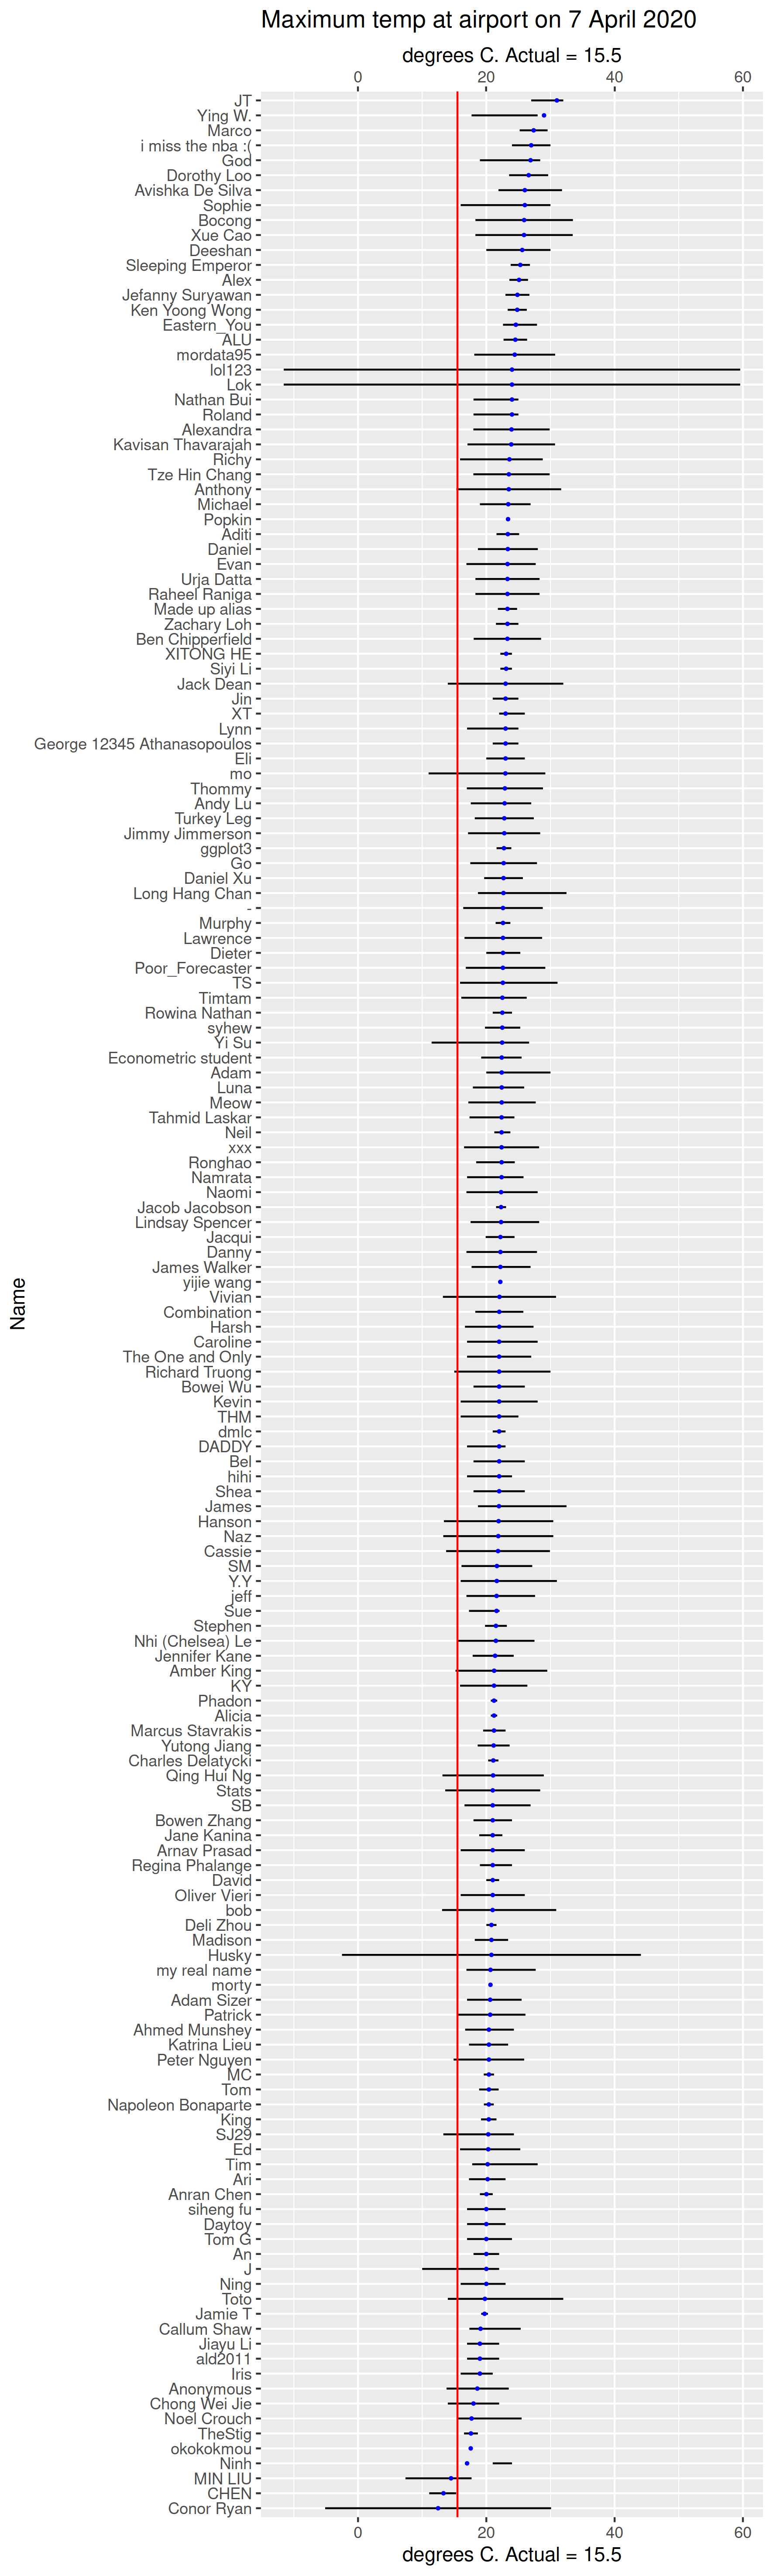 Maximum temp at airport on 7 April 2020
degrees C. Actual = 15.5
0 20 40 60
JT
Ying W.
Marco
i miss the nba :(
God
Dorothy Loo
Avishka De Silva
Sophie
Bocong
Xue Cao
Deeshan
Sleeping Emperor
Alex
Jefanny Suryawan
Ken Yoong Wong
Eastern_You
ALU
mordata95
lol123
Lok
Nathan Bui
Roland
Alexandra
Kavisan Thavarajah
Richy
Tze Hin Chang
Anthony
Michael
Popkin
Aditi
Daniel
Evan
Urja Datta
Raheel Raniga
Made up alias
Zachary Loh
Ben Chipperfield
XITONG HE
Siyi Li
Jack Dean
Jin
XT
Lynn
George 12345 Athanasopoulos
Eli
mo
Thommy
Andy Lu
Turkey Leg
Jimmy Jimmerson
ggplot3
Go
Daniel Xu
Long Hang Chan
-
Murphy
Lawrence
Dieter
Poor_Forecaster
TS
Timtam
Rowina Nathan
syhew
Yi Su
Econometric student
Adam
Luna
Meow
Tahmid Laskar
Neil
xxx
Ronghao
Namrata
Naomi
Jacob Jacobson
Lindsay Spencer
Jacqui
Danny
James Walker
yijie wang
Vivian
Combination
Harsh
Caroline
The One and Only
Richard Truong
Bowei Wu
Kevin
THM
dmlc
DADDY
Bel
hihi
Shea
James
Hanson
Naz
Cassie
SM
Y.Y
jeff
Sue
Stephen
Nhi (Chelsea) Le
Jennifer Kane
Amber King
KY
Phadon
Alicia
Marcus Stavrakis
Yutong Jiang
Charles Delatycki
Qing Hui Ng
Stats
SB
Bowen Zhang
Jane Kanina
Arnav Prasad
Regina Phalange
David
Oliver Vieri
bob
Deli Zhou
Madison
Husky
my real name
morty
Adam Sizer
Patrick
Ahmed Munshey
Katrina Lieu
Peter Nguyen
MC
Tom
Napoleon Bonaparte
King
SJ29
Ed
Tim
Ari
Anran Chen
siheng fu
Daytoy
Tom G
An
J
Ning
Toto
Jamie T
Callum Shaw
Jiayu Li
ald2011
Iris
Anonymous
Chong Wei Jie
Noel Crouch
TheStig
okokokmou
Ninh
MIN LIU
CHEN
Conor Ryan
Name
0 20 40 60
degrees C. Actual = 15.5